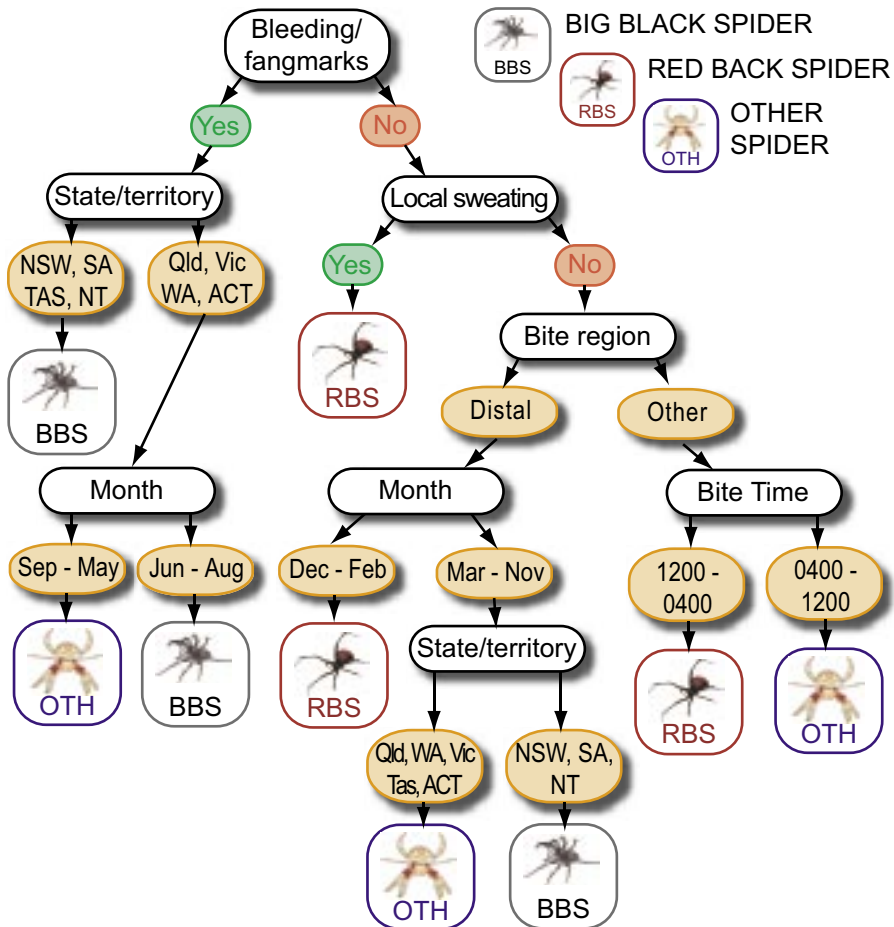 Bleeding/
fangmarks
BIG BLACK SPIDER
BBS
RED BACK SPIDER
RBS
OTHER
SPIDER
OTH
Yes
No
State/territory
Local sweating
NSW, SA
TAS, NT
Qld, Vic
WA, ACT
Yes
No
BBS
RBS
Bite region
Distal
Other
Month
Month
Bite Time
Sep - May
Jun - Aug
Dec - Feb
Mar - Nov
1200 -
0400
0400 -
1200
OTH
BBS
RBS
State/territory
RBS
OTH
Qld, WA, Vic
Tas, ACT
NSW, SA,
NT
OTH
BBS